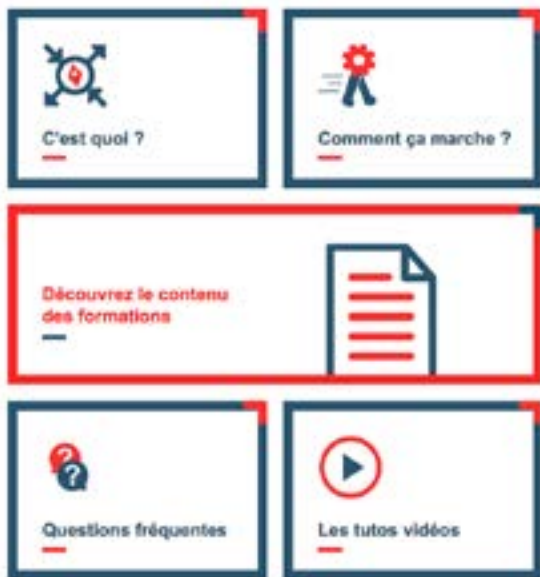 C'est quoi ?
Comment ça marche ?
Découvrez le contenu
des formations
? ?
Questions fréquentes
Les tutos vidéos